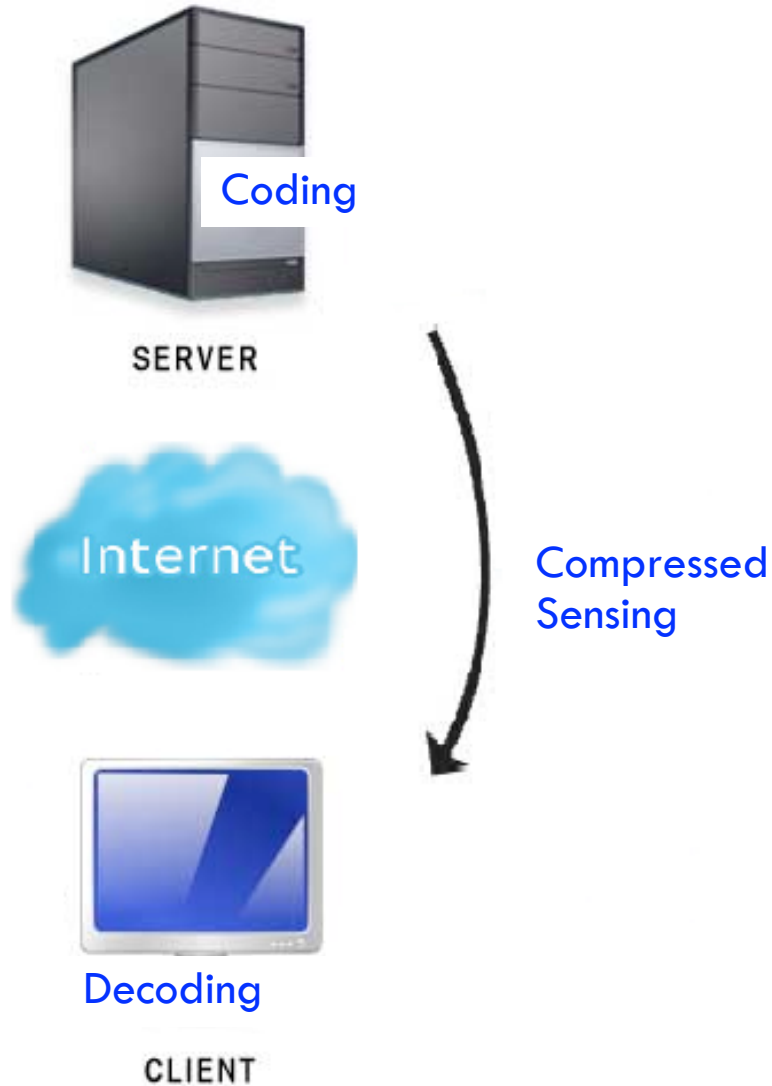 Coding
SERVER
Internet
Compressed
Sensing
Decoding
CLIENT